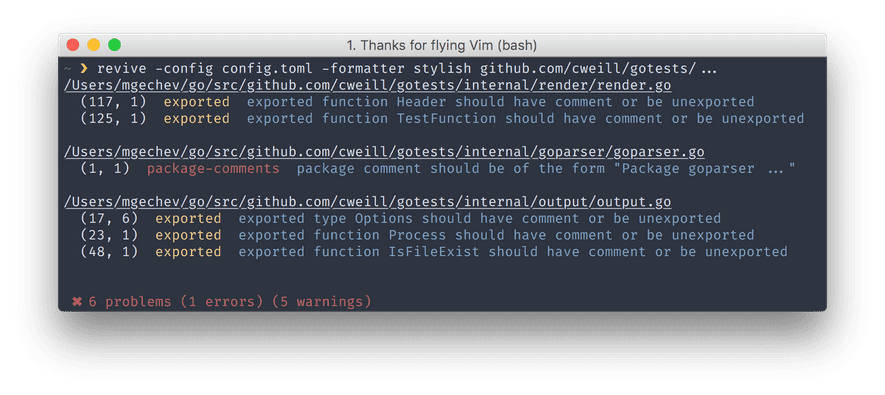 1. Thanks for flying Vim (bash)
~ ❯ revive -config config.toml -formatter stylish github.com/cweill/gotests/...
/Users/mgechev/go/src/github.com/cweill/gotests/internal/render/render.go
(117, 1) exported exported function Header should have comment or be unexported
(125, 1) exported exported function TestFunction should have comment or be unexported
/Users/mgechev/go/src/github.com/cweill/gotests/internal/goparser/goparser.go
(1, 1) package-comments package comment should be of the form "Package goparser ..."
/Users/mgechev/go/src/github.com/cweill/gotests/internal/output/output.go
(17, 6) exported exported type Options should have comment or be unexported
(23, 1) exported exported function Process should have comment or be unexported
(48, 1) exported exported function IsFileExist should have comment or be unexported
✖ 6 problems (1 errors) (5 warnings)